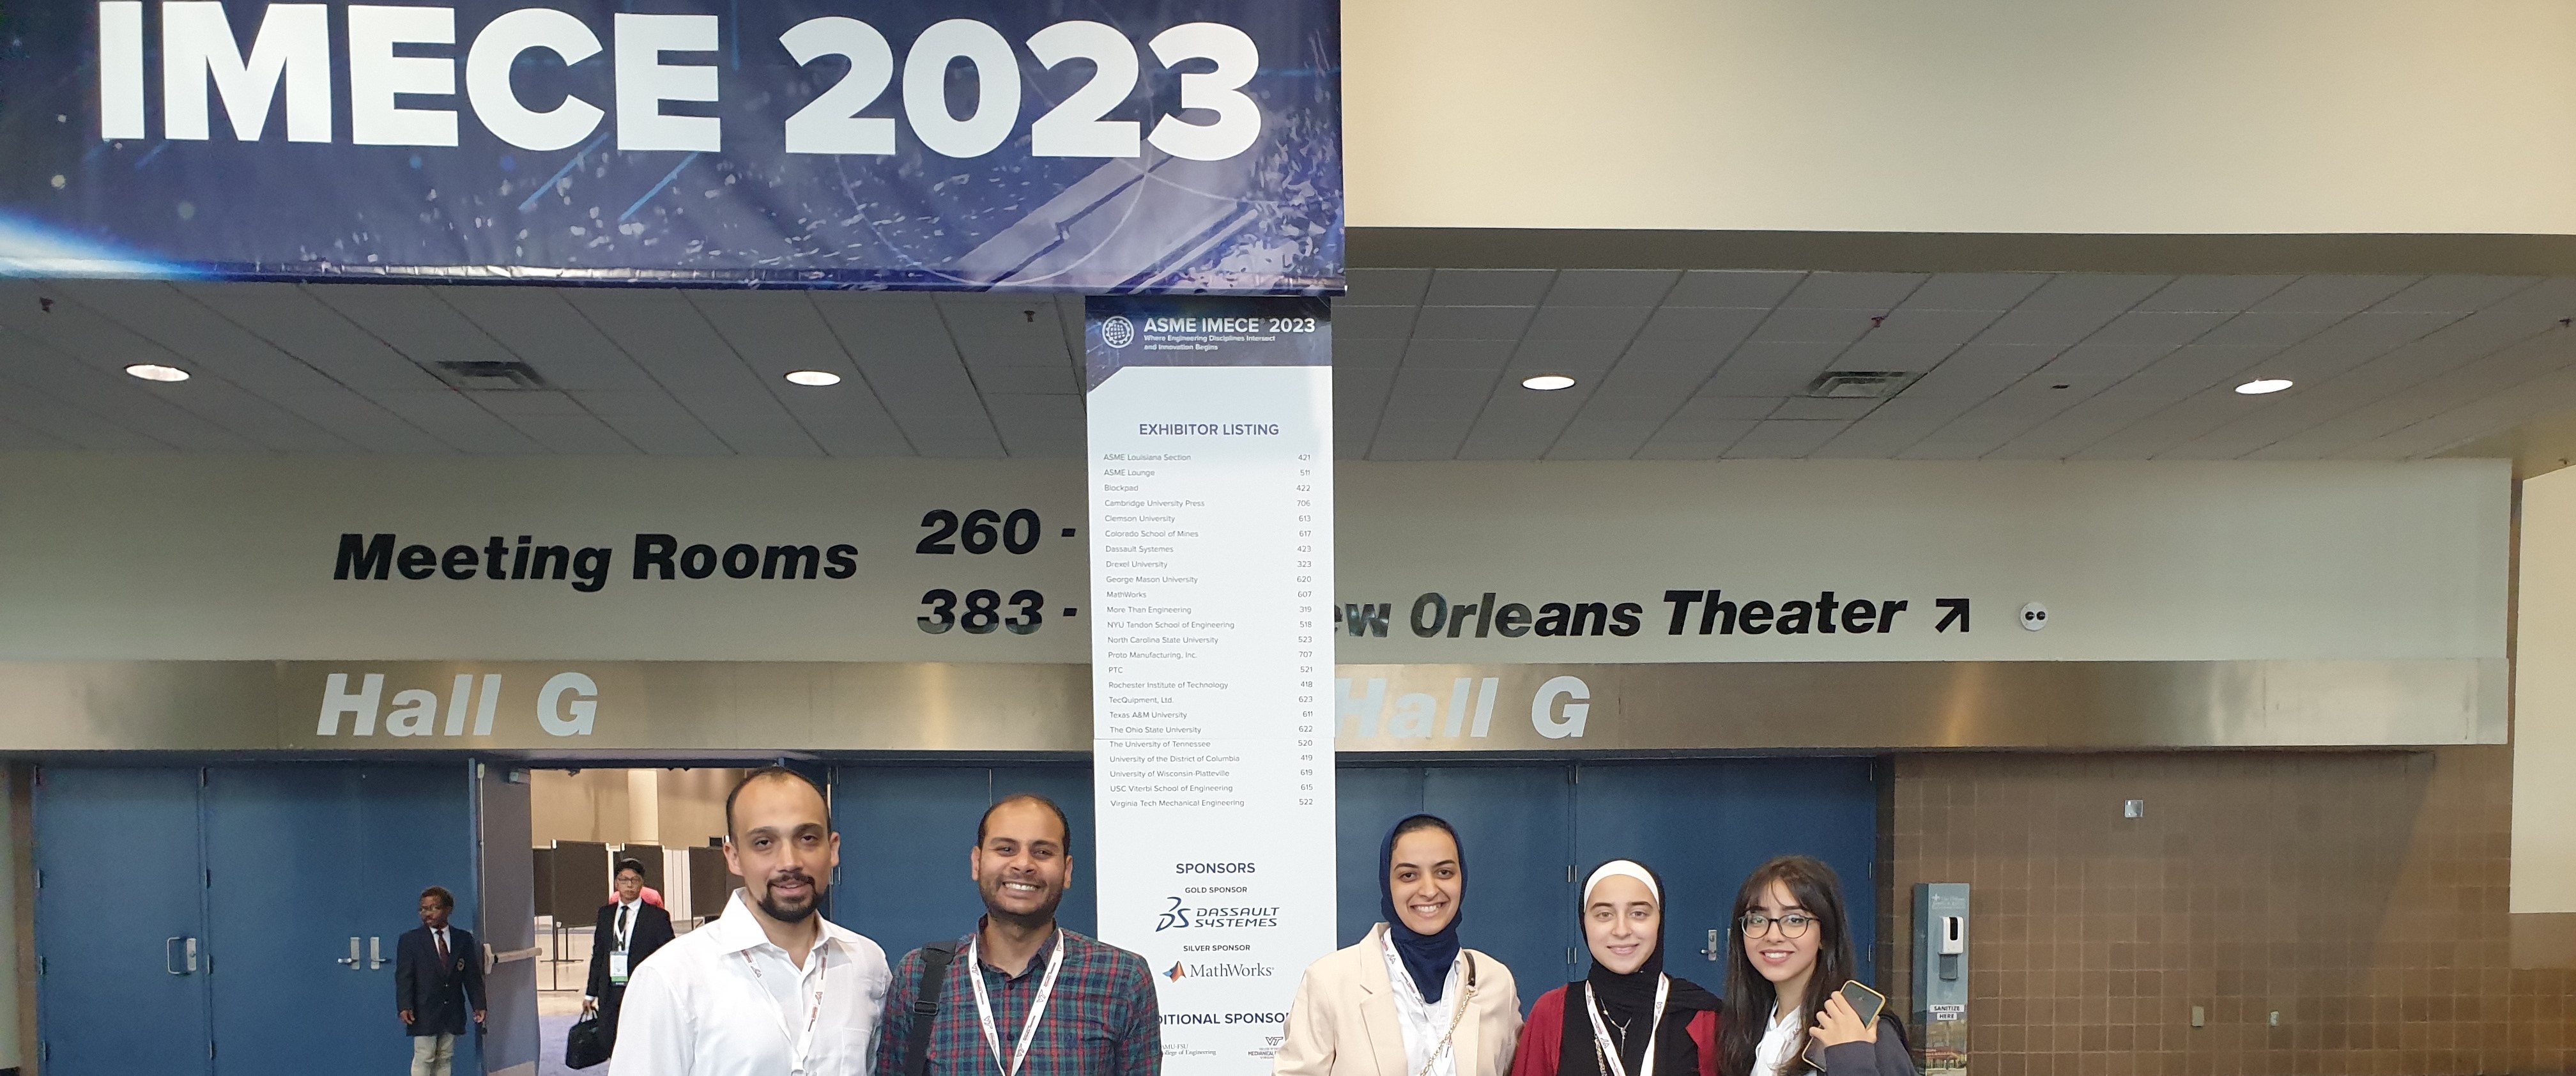 IMECE 2023
ASME IMECE® 2023
Where Engineering Disciplines Intersect
and Innovation Begins
EXHIBITOR LISTING
ASME Louisiana Section 421
ASME Lounge 511
Blockpad 422
Cambridge University Press 706
Clemson University 613
Colorado School of Mines 617
Dassault Systemes 423
Drexel University 323
George Mason University 620
MathWorks 607
More Than Engineering 319
NYU Tandon School of Engineering 518
North Carolina State University 523
Proto Manufacturing, Inc. 707
PTC 521
Rochester Institute of Technology 418
TecQuipment, Ltd. 623
Texas A&M University 611
The Ohio State University 622
The University of Tennessee 520
University of the District of Columbia 419
University of Wisconsin-Platteville 619
USC Viterbi School of Engineering 615
Virginia Tech Mechanical Engineering 522
SPONSORS
GOLD SPONSOR
DASSAULT
SYSTEMES
SILVER SPONSOR
MathWorks®
DITIONAL SPONSO
Meeting Rooms 260 -
383 -
ew Orleans Theater ↗
Hall G
Hall G
SANITIZE
HERE